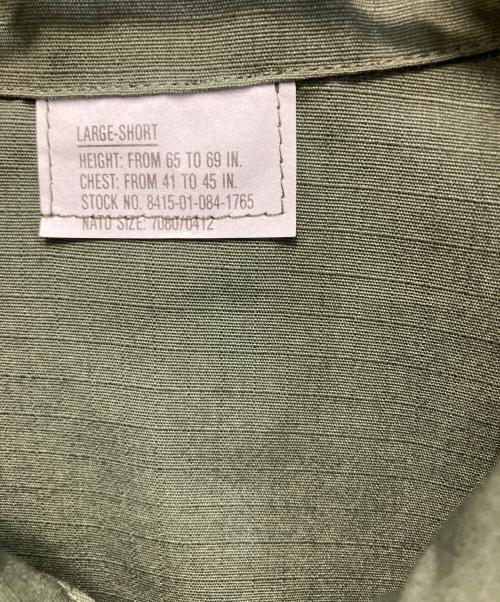 LARGE-SHORT
HEIGHT: FROM 65 TO 69 IN.
CHEST: FROM 41 TO 45 IN.
STOCK NO. 8415-01-084-1765
NATO SIZE: 7080/0412